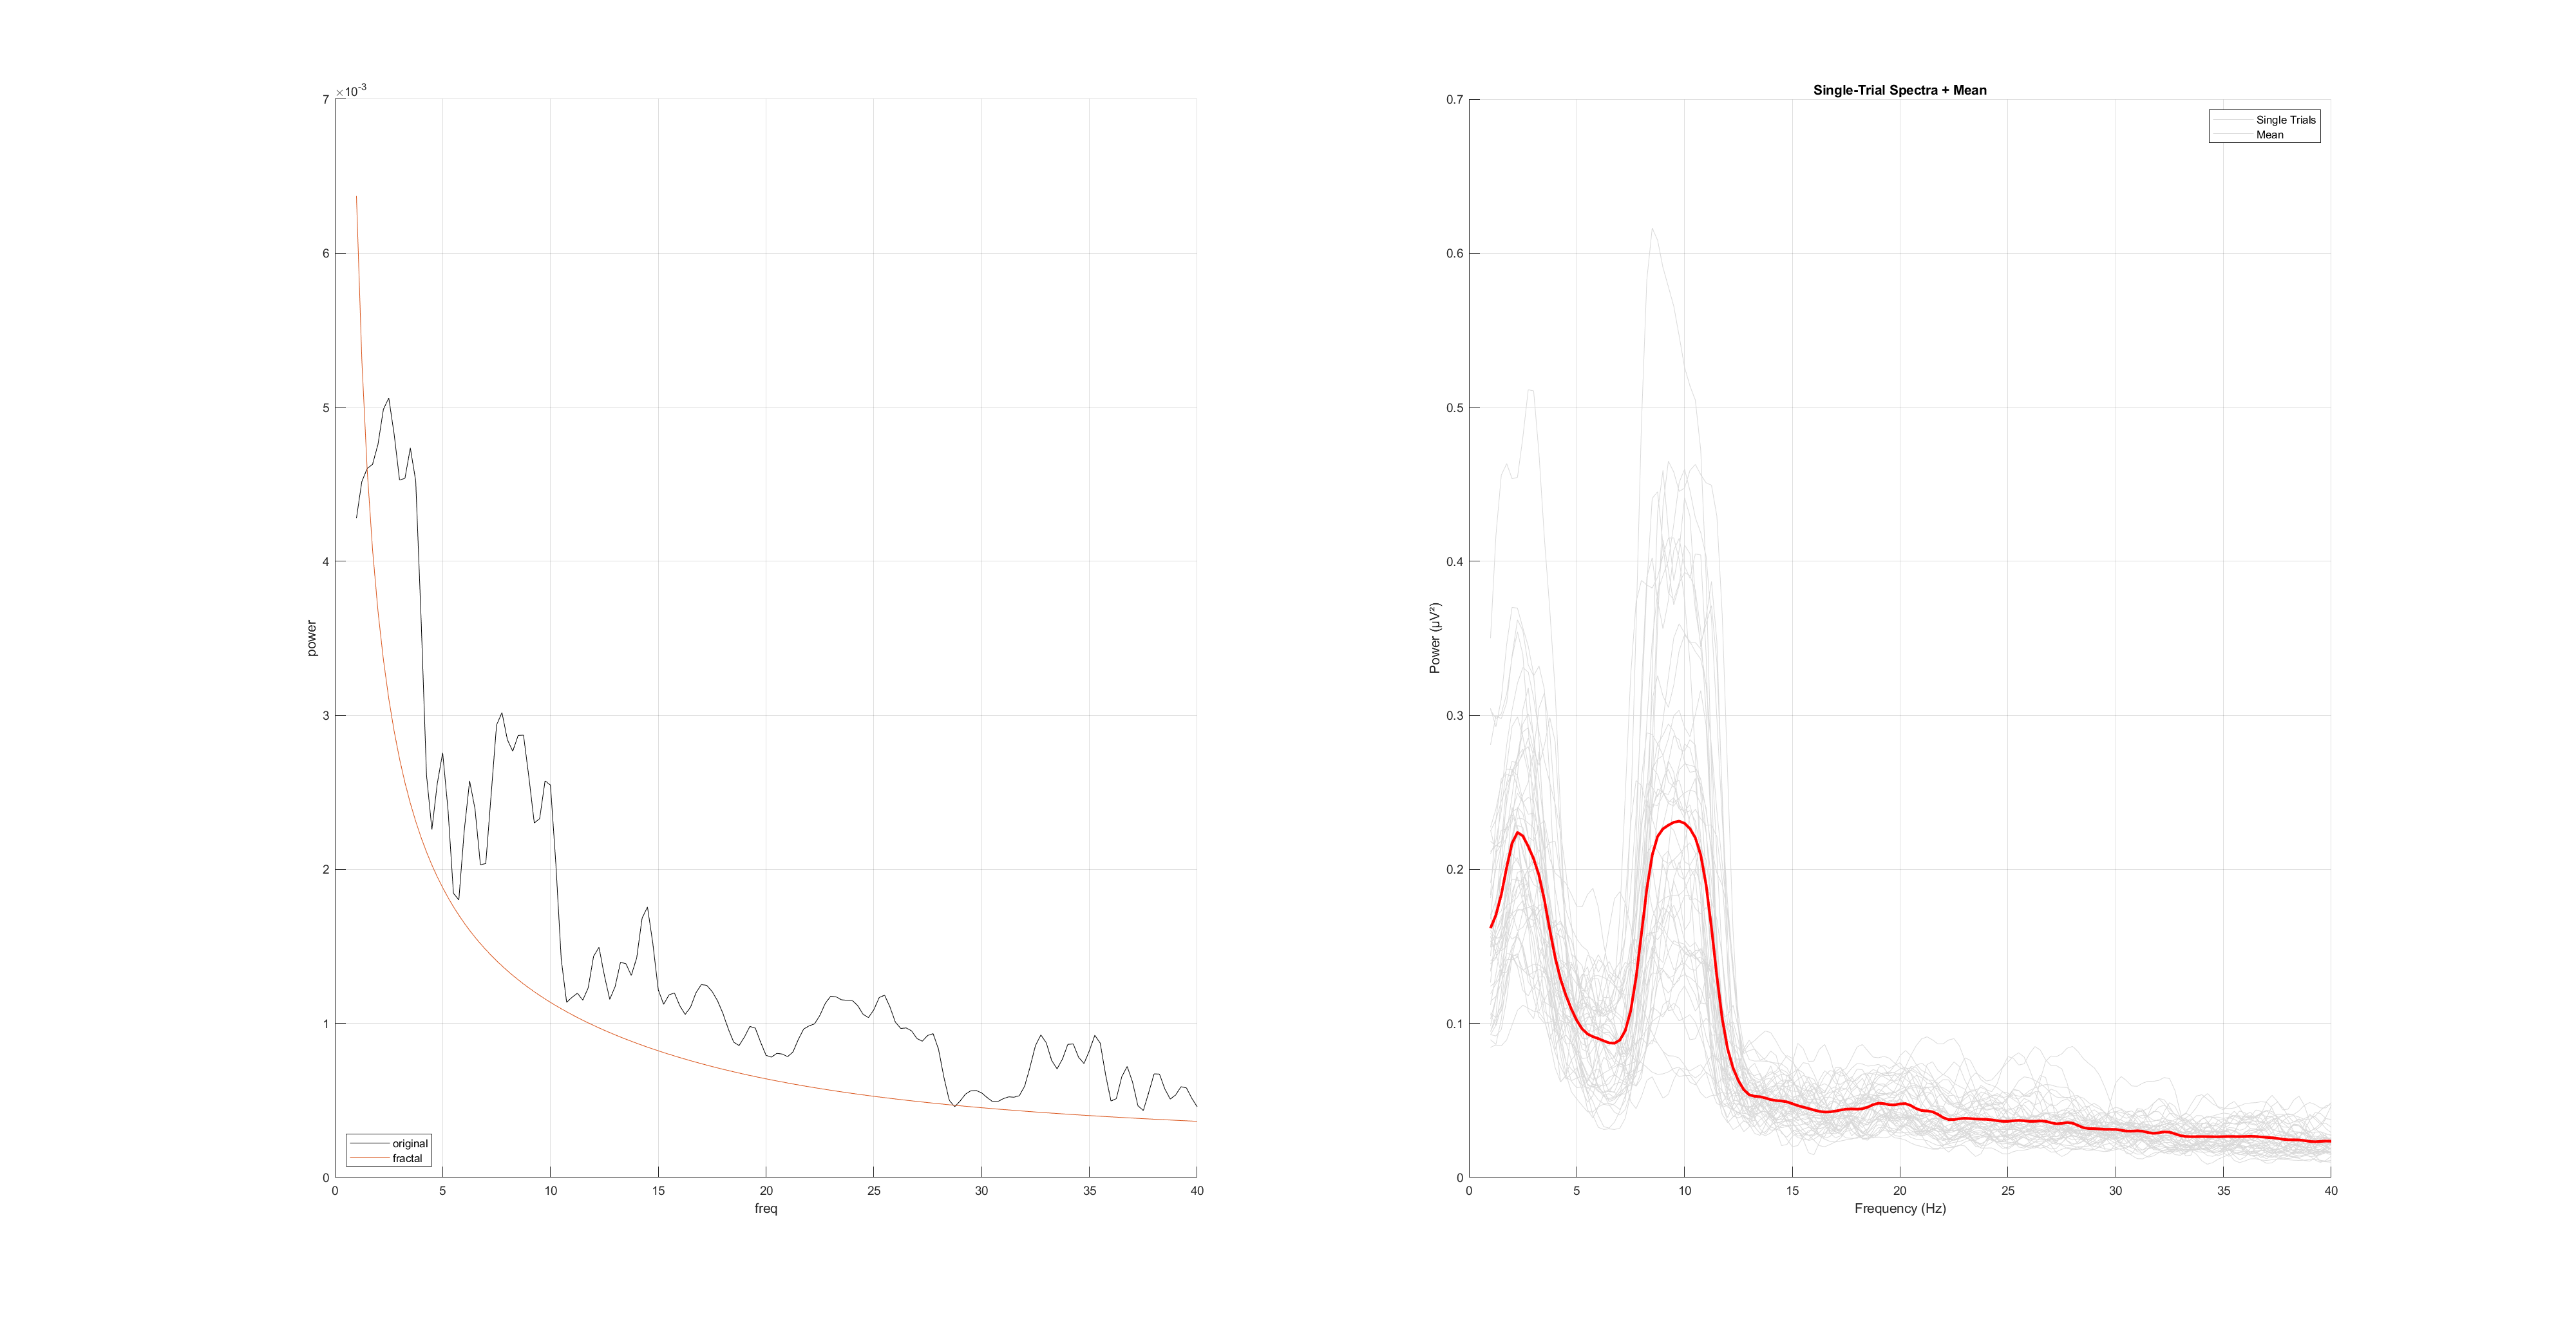 ×10-3
7
6
5
4
3
2
1
0
power
original
fractal
0 5 10 15 20 25 30 35 40
freq
Single-Trial Spectra + Mean
Single Trials
Mean
0.7
0.6
0.5
0.4
0.3
0.2
0.1
0
Power (µV²)
0 5 10 15 20 25 30 35 40
Frequency (Hz)